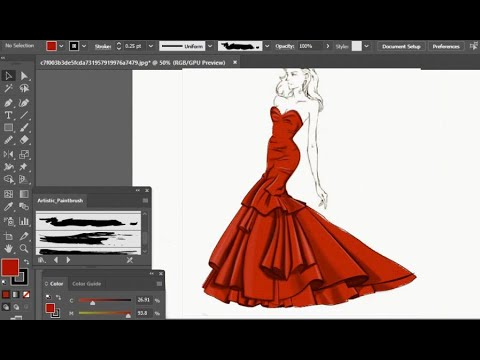 No Selection Stroke: 0.25 pt Uniform Opacity: 100% Style: Document Setup Preferences
c7f003b3de5fcda731957919976a7479.jpg* @ 50% (RGB/GPU Preview)
Artistic_Paintbrush
Color Color Guide
C 26.91 %
M 93.8 %